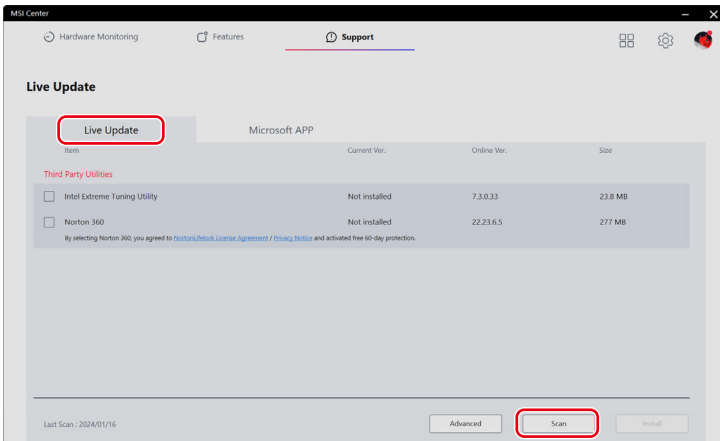 MSI Center
Hardware Monitoring Features Support
Live Update
Live Update Microsoft APP
Item Current Ver. Online Ver. Size
Third Party Utilities
Intel Extreme Tuning Utility Not installed 7.3.0.33 23.8 MB
Norton 360 Not installed 22.23.6.5 277 MB
By selecting Norton 360, you agreed to NortonLifelock License Agreement / Privacy Notice and activated free 60-day protection.
Last Scan : 2024/01/16 Advanced Scan Install